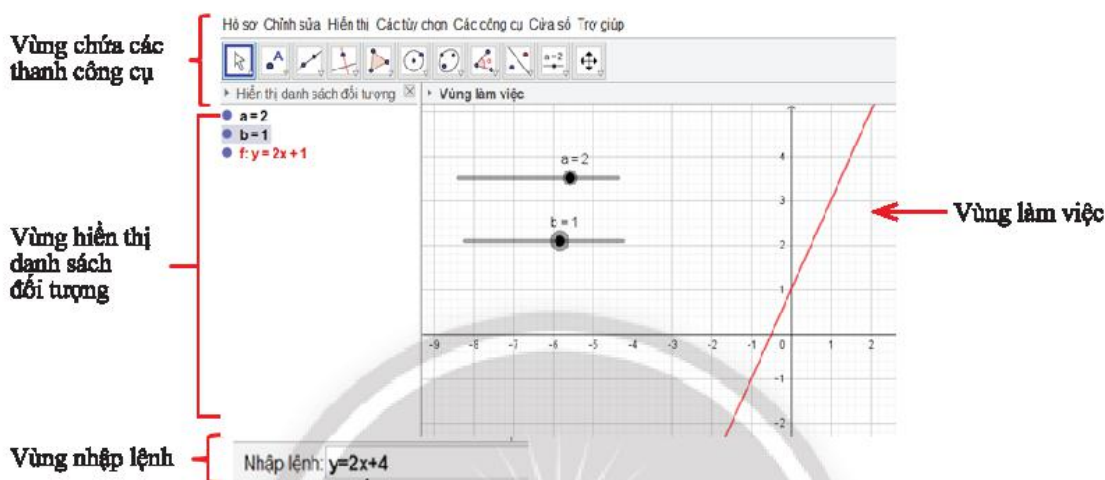 Vùng chứa các
thanh công cụ
Hồ sơ Chỉnh sửa Hiển thị Các tùy chọn Các công cụ Cửa sổ Trợ giúp
A
a=2
Hiển thị danh sách đối tượng
Vùng làm việc
a=2
b=1
f: y=2x+1
Vùng hiển thị
danh sách
đối tượng
a=2
b=1
4
3
2
1
-9 -8 -7 -6 -5 -4 -3 -2 -1 0 1 2
-1
-2
Vùng làm việc
Vùng nhập lệnh
Nhập lệnh: y=2x+4